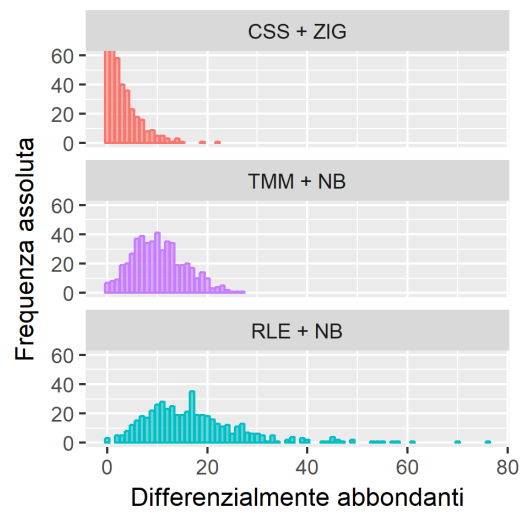 CSS + ZIG
60
40
20
0
TMM + NB
60
40
20
0
RLE + NB
60
40
20
0
0 20 40 60 80
Differenzialmente abbondanti
Frequenza assoluta